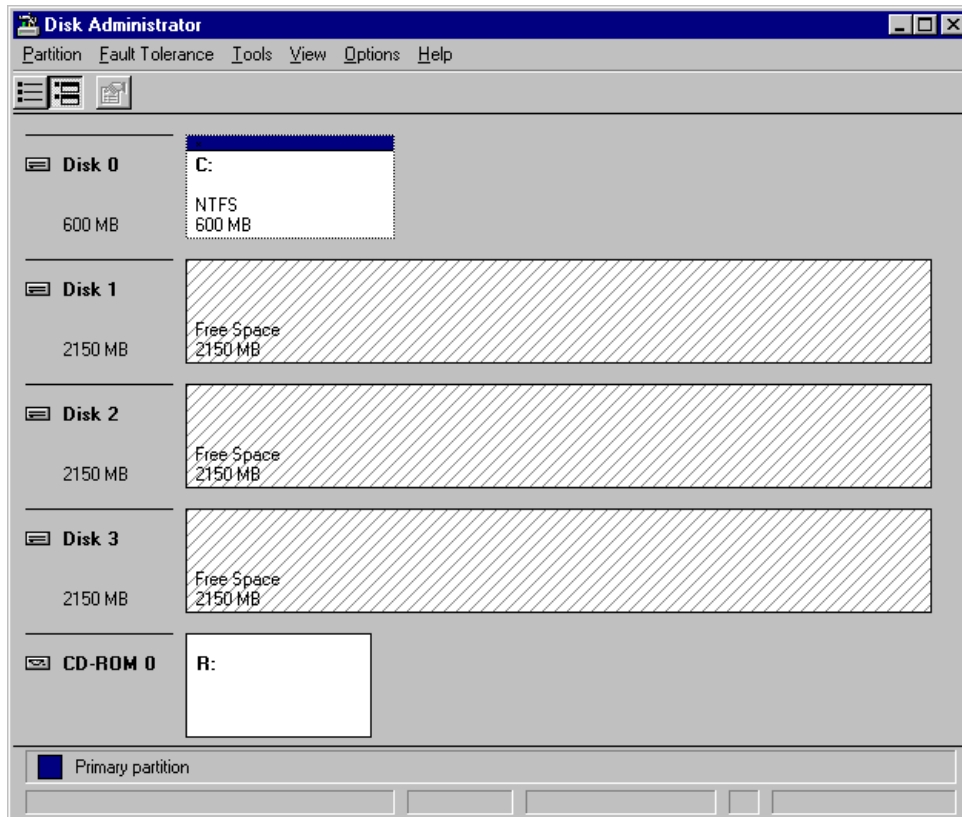 Disk Administrator
Partition Fault Tolerance Tools View Options Help
Disk 0
600 MB
C:
NTFS
600 MB
Disk 1
2150 MB
Free Space
2150 MB
Disk 2
2150 MB
Free Space
2150 MB
Disk 3
2150 MB
Free Space
2150 MB
CD-ROM 0
R:
Primary partition